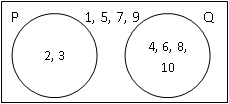 P 1, 5, 7, 9 Q
2, 3
4, 6, 8,
10